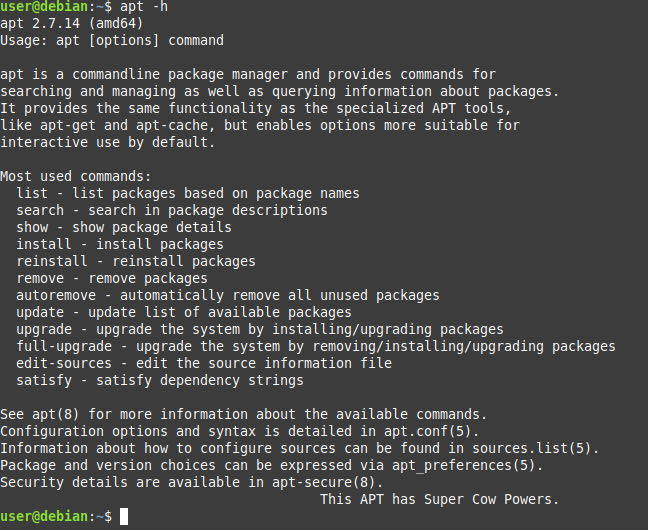 user@debian:~$ apt -h
apt 2.7.14 (amd64)
Usage: apt [options] command

apt is a commandline package manager and provides commands for
searching and managing as well as querying information about packages.
It provides the same functionality as the specialized APT tools,
like apt-get and apt-cache, but enables options more suitable for
interactive use by default.

Most used commands:
  list - list packages based on package names
  search - search in package descriptions
  show - show package details
  install - install packages
  reinstall - reinstall packages
  remove - remove packages
  autoremove - automatically remove all unused packages
  update - update list of available packages
  upgrade - upgrade the system by installing/upgrading packages
  full-upgrade - upgrade the system by removing/installing/upgrading packages
  edit-sources - edit the source information file
  satisfy - satisfy dependency strings

See apt(8) for more information about the available commands.
Configuration options and syntax is detailed in apt.conf(5).
Information about how to configure sources can be found in sources.list(5).
Package and version choices can be expressed via apt_preferences(5).
Security details are available in apt-secure(8).
                                        This APT has Super Cow Powers.
user@debian:~$